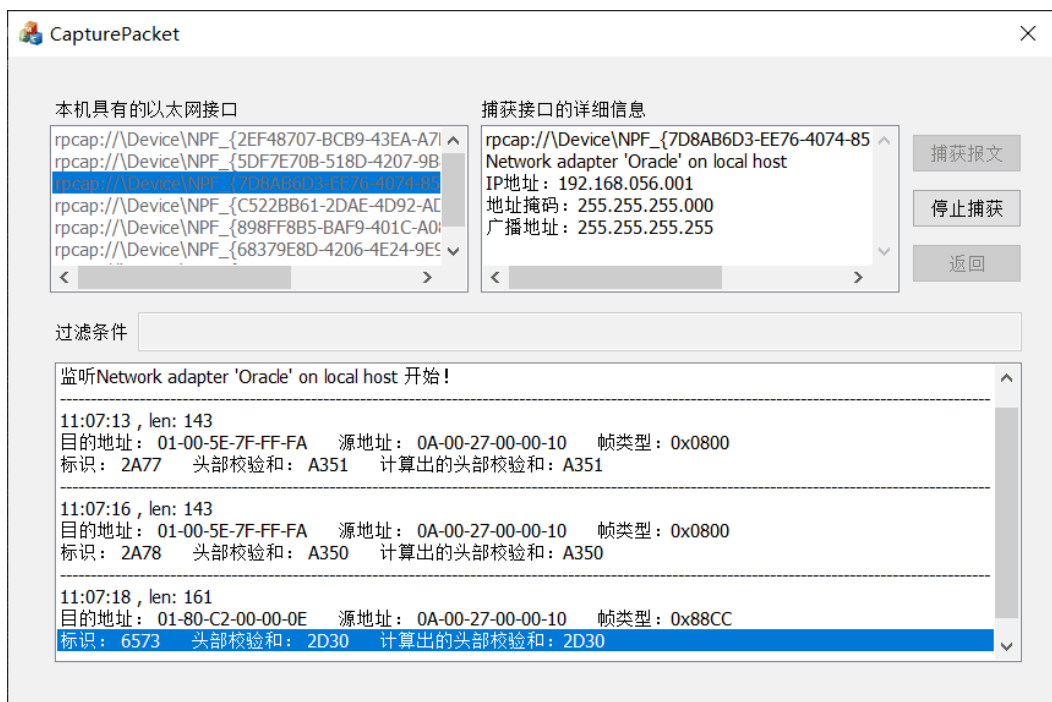 CapturePacket
本机具有的以太网接口
rpcap://\Device\NPF_{2EF48707-BCB9-43EA-A7
rpcap://\Device\NPF_{5DF7E70B-518D-4207-9B
rpcap://\Device\NPF_{7D8AB6D3-EE76-4074-85
rpcap://\Device\NPF_{C522BB61-2DAE-4D92-AD
rpcap://\Device\NPF_{898FF8B5-BAF9-401C-A0
rpcap://\Device\NPF_{68379E8D-4206-4E24-9E9
捕获接口的详细信息
rpcap://\Device\NPF_{7D8AB6D3-EE76-4074-85
Network adapter 'Oracle' on local host
IP地址：192.168.056.001
地址掩码：255.255.255.000
广播地址：255.255.255.255
捕获报文
停止捕获
返回
过滤条件
监听Network adapter 'Oracle' on local host 开始！
11:07:13 , len: 143
目的地址： 01-00-5E-7F-FF-FA 源地址： 0A-00-27-00-00-10 帧类型：0x0800
标识： 2A77 头部校验和： A351 计算出的头部校验和：A351
11:07:16 , len: 143
目的地址： 01-00-5E-7F-FF-FA 源地址： 0A-00-27-00-00-10 帧类型：0x0800
标识： 2A78 头部校验和： A350 计算出的头部校验和：A350
11:07:18 , len: 161
目的地址： 01-80-C2-00-00-0E 源地址： 0A-00-27-00-00-10 帧类型：0x88CC
标识： 6573 头部校验和： 2D30 计算出的头部校验和：2D30